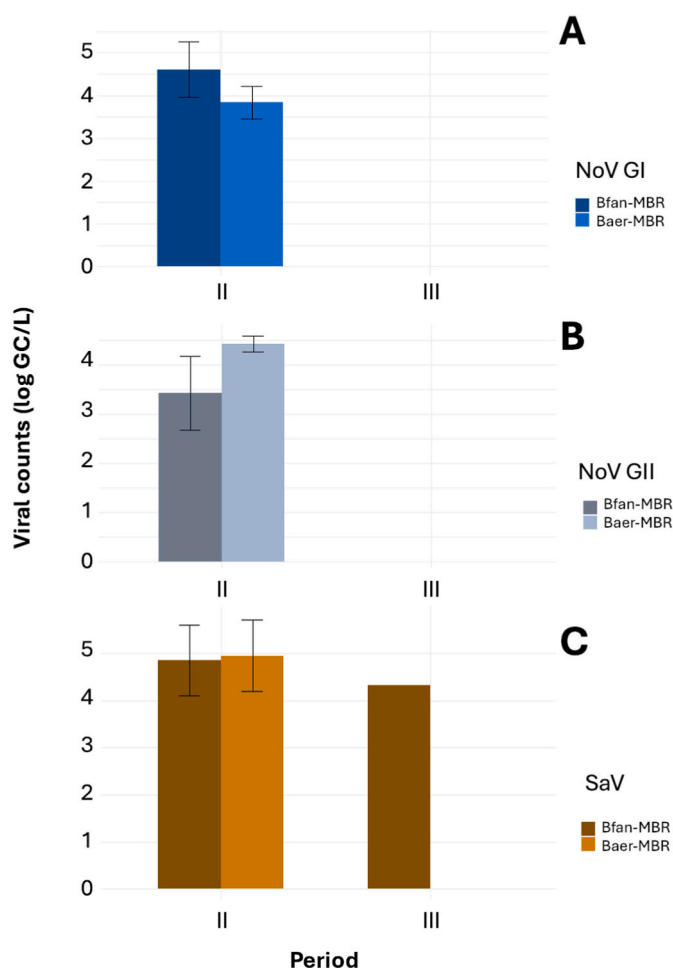 A
5
4
3
2
1
0
II
III
NoV GI
Bfan-MBR
Baer-MBR
Viral counts (log GC/L)
B
4
3
2
1
0
II
III
NoV GII
Bfan-MBR
Baer-MBR
C
5
4
3
2
1
0
II
III
SaV
Bfan-MBR
Baer-MBR
Period